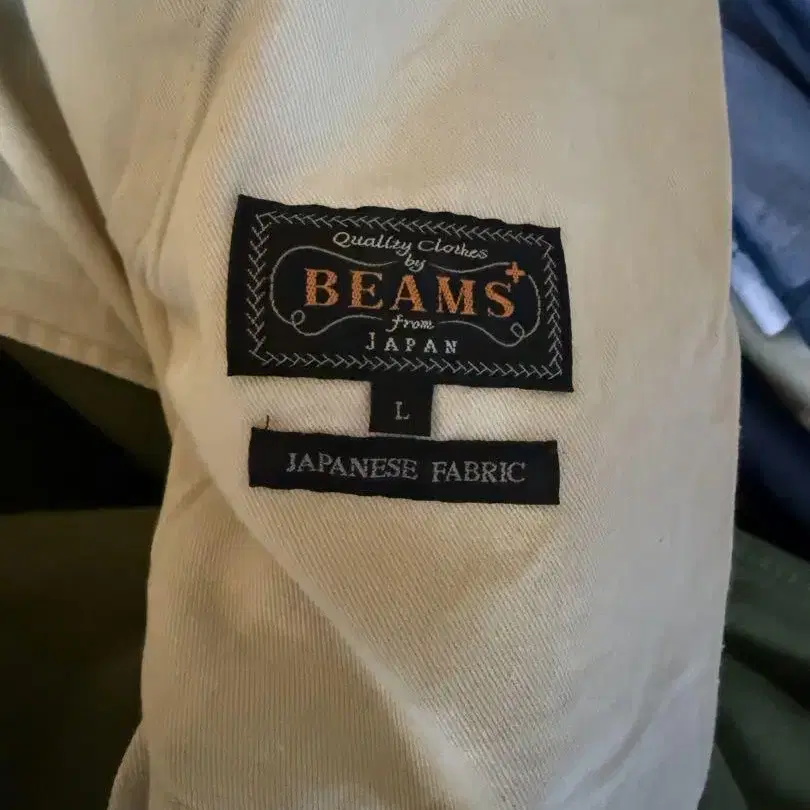 Quality Clothes
by
BEAMS+
from
JAPAN
L
JAPANESE FABRIC